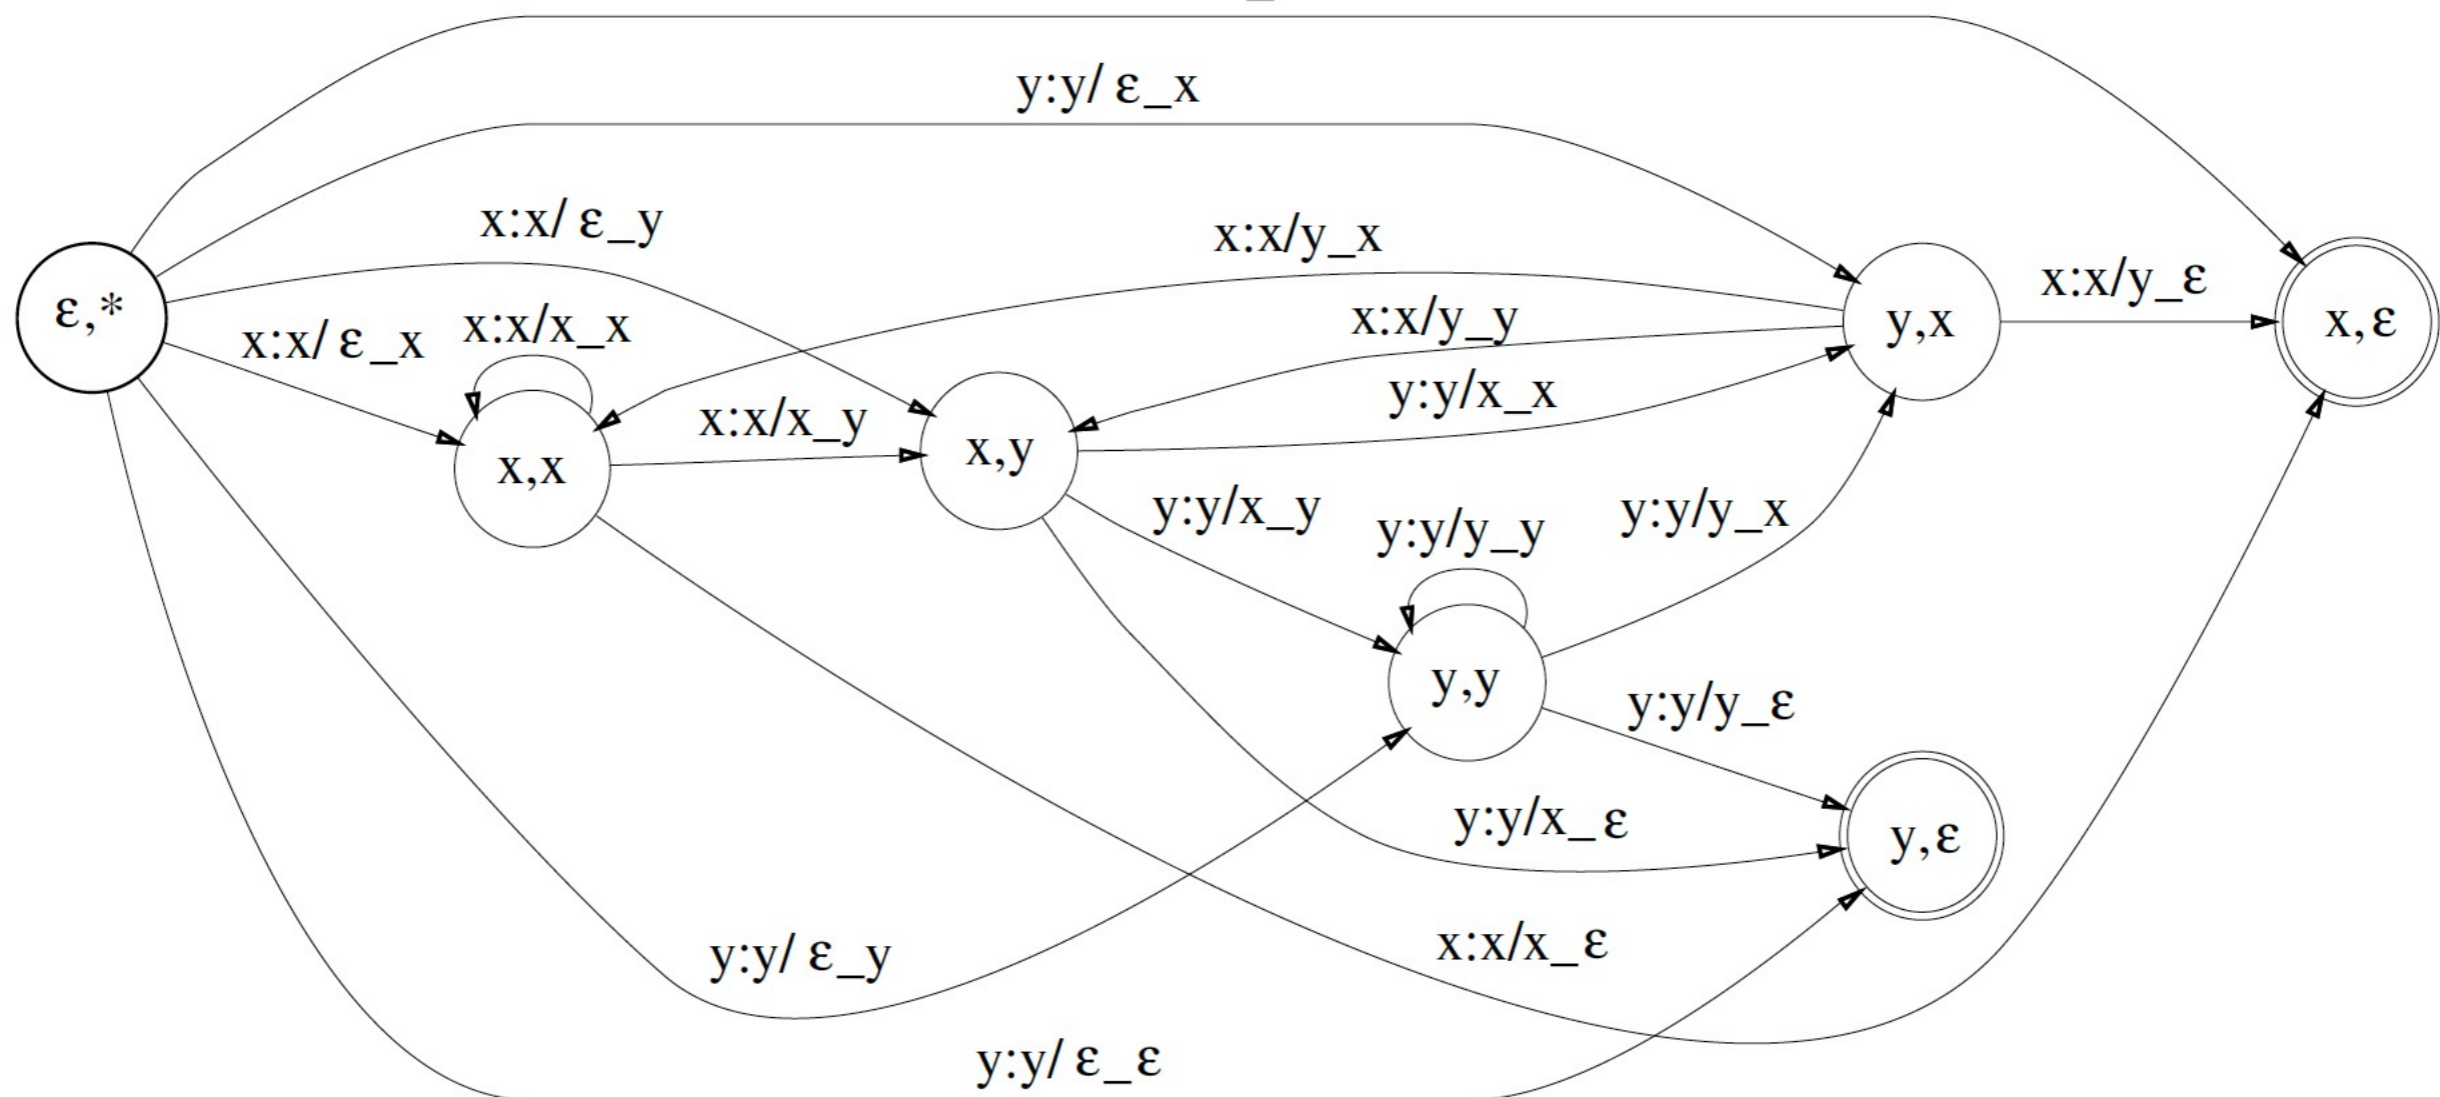 y:y/ ε_x
x:x/ ε_y
x:x/y_x
x:x/y_ε
ε,*
x:x/ ε_x
x:x/x_x
x:x/y_y
y,x
x,ε
y:y/x_x
x:x/x_y
x,x
x,y
y:y/x_y
y:y/y_y
y:y/y_x
y,y
y:y/y_ε
y:y/x_ε
y,ε
y:y/ ε_y
x:x/x_ε
y:y/ ε_ε